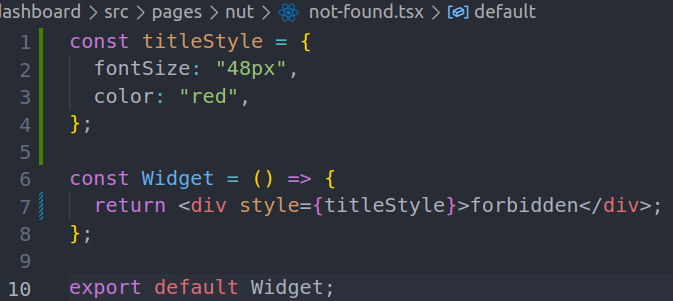 dashboard > src > pages > nut > not-found.tsx > default
1 const titleStyle = {
2 fontSize: "48px",
3 color: "red",
4 };
5
6 const Widget = () => {
7 return <div style={titleStyle}>forbidden</div>;
8 };
9
10 export default Widget;